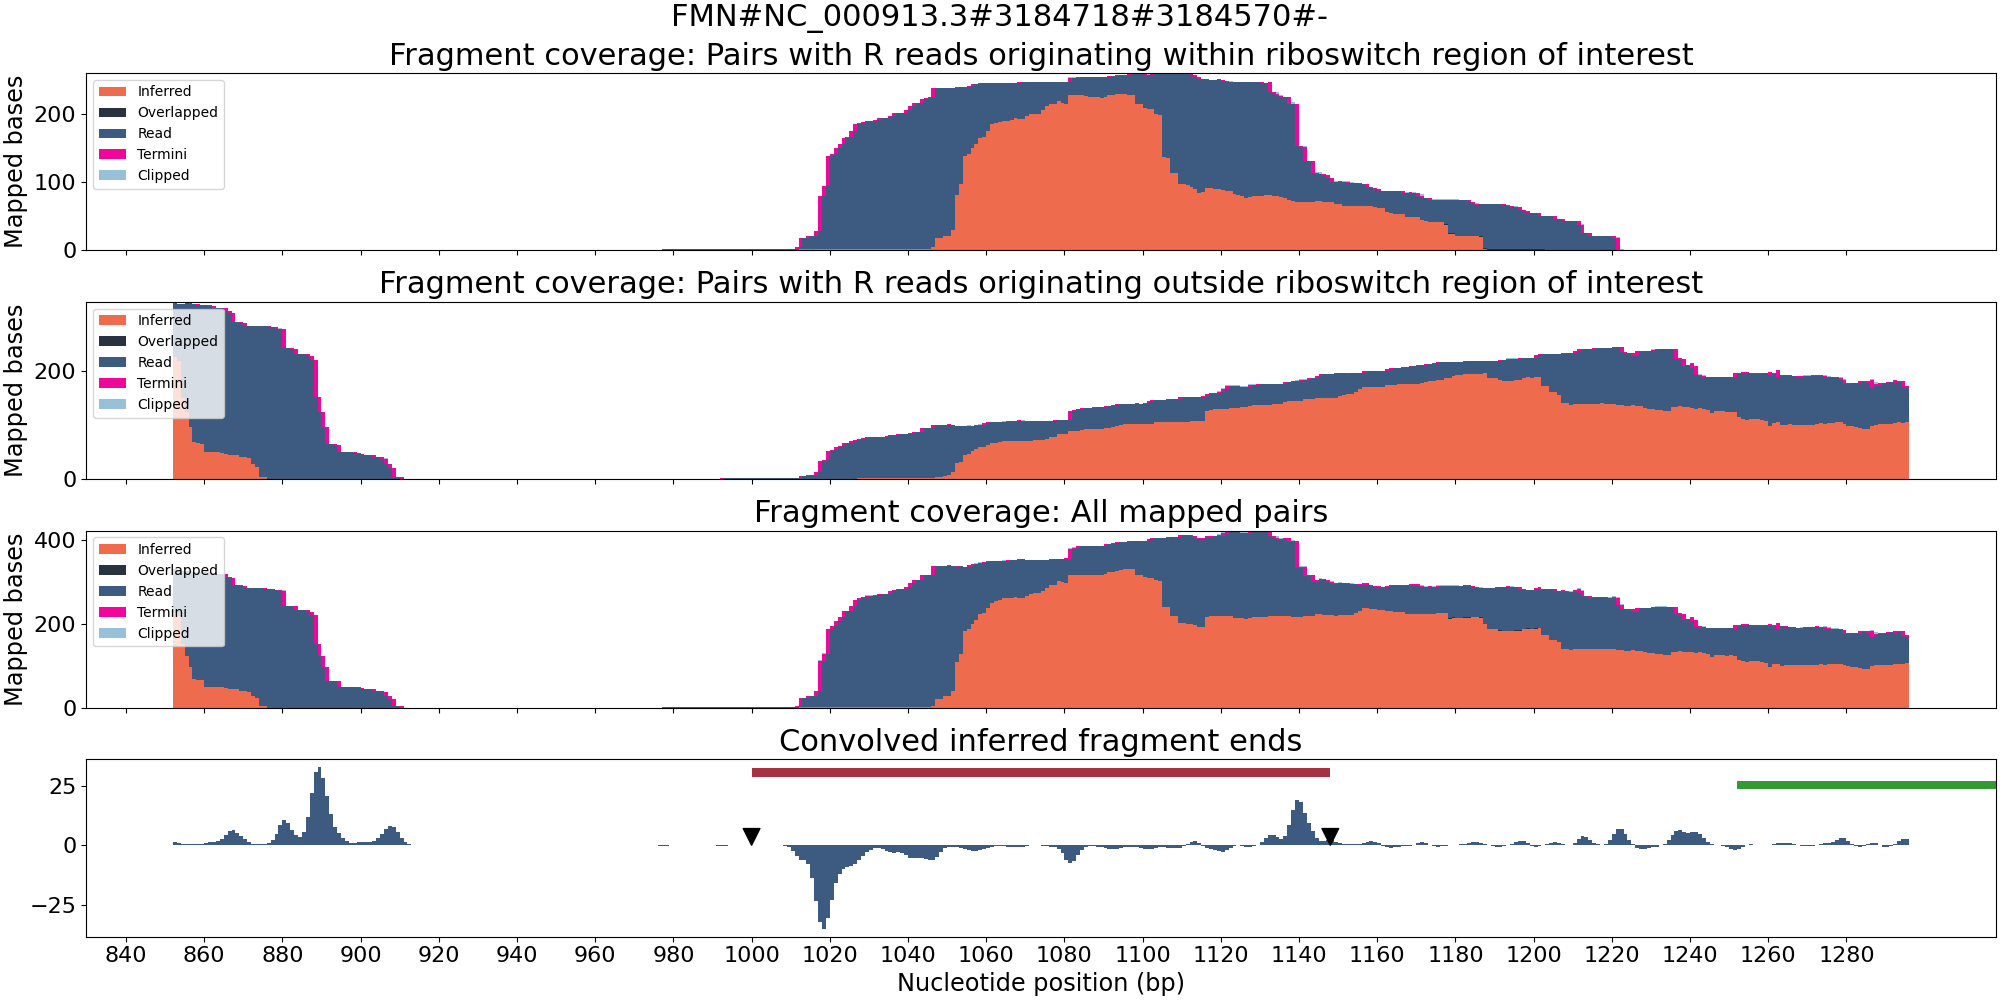 FMN#NC_000913.3#3184718#3184570#-
Fragment coverage: Pairs with R reads originating within riboswitch region of interest
Mapped bases
200
100
0
Inferred
Overlapped
Read
Termini
Clipped
Fragment coverage: Pairs with R reads originating outside riboswitch region of interest
Mapped bases
200
0
Inferred
Overlapped
Read
Termini
Clipped
Fragment coverage: All mapped pairs
Mapped bases
400
200
0
Inferred
Overlapped
Read
Termini
Clipped
Convolved inferred fragment ends
25
0
−25
840 860 880 900 920 940 960 980 1000 1020 1040 1060 1080 1100 1120 1140 1160 1180 1200 1220 1240 1260 1280
Nucleotide position (bp)